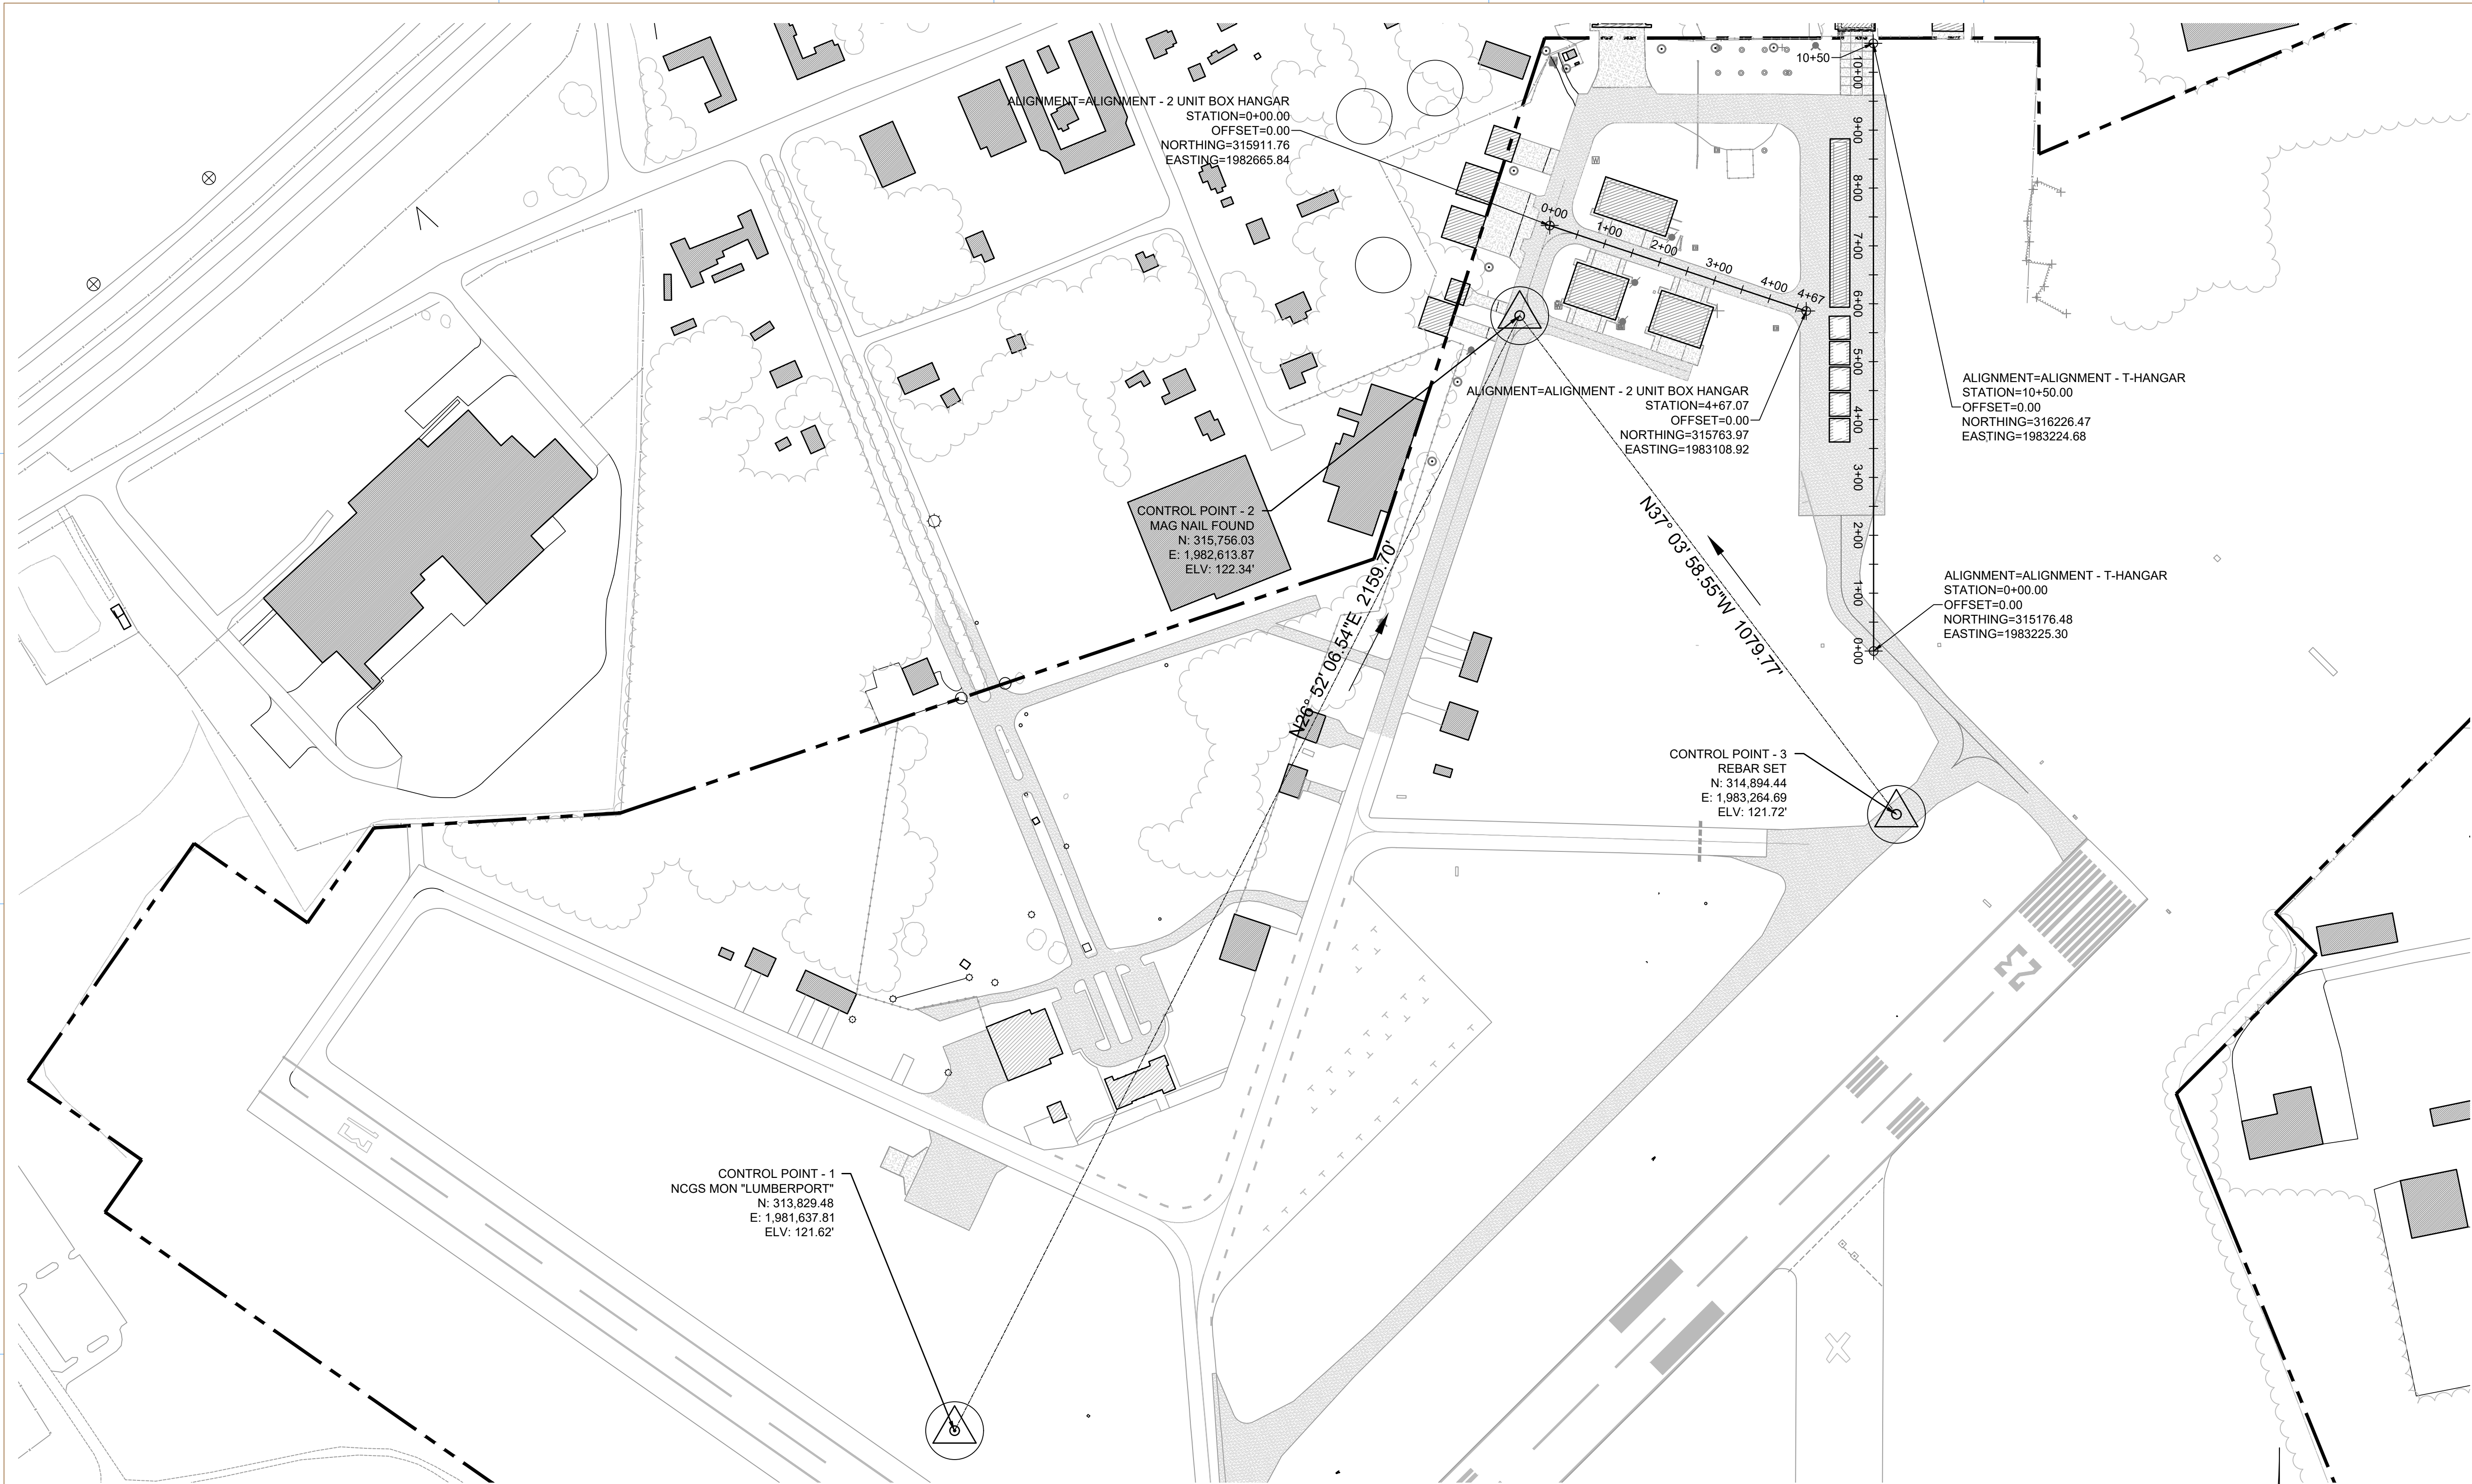 10+50
10+00
9+00
8+00
7+00
6+00
5+00
4+00
3+00
2+00
1+00
0+00
ALIGNMENT=ALIGNMENT - 2 UNIT BOX HANGAR
STATION=0+00.00
OFFSET=0.00
NORTHING=315911.76
EASTING=1982665.84
0+00
1+00
2+00
3+00
4+00
4+67
ALIGNMENT=ALIGNMENT - 2 UNIT BOX HANGAR
STATION=4+67.07
OFFSET=0.00
NORTHING=315763.97
EASTING=1983108.92
ALIGNMENT=ALIGNMENT - T-HANGAR
STATION=10+50.00
OFFSET=0.00
NORTHING=316226.47
EASTING=1983224.68
CONTROL POINT - 2
MAG NAIL FOUND
N: 315,756.03
E: 1,982,613.87
ELV: 122.34'
N26° 52' 06.54"E 2159.70'
N37° 03' 58.55"W 1079.77'
ALIGNMENT=ALIGNMENT - T-HANGAR
STATION=0+00.00
OFFSET=0.00
NORTHING=315176.48
EASTING=1983225.30
CONTROL POINT - 3
REBAR SET
N: 314,894.44
E: 1,983,264.69
ELV: 121.72'
23
13
CONTROL POINT - 1
NCGS MON "LUMBERPORT"
N: 313,829.48
E: 1,981,637.81
ELV: 121.62'